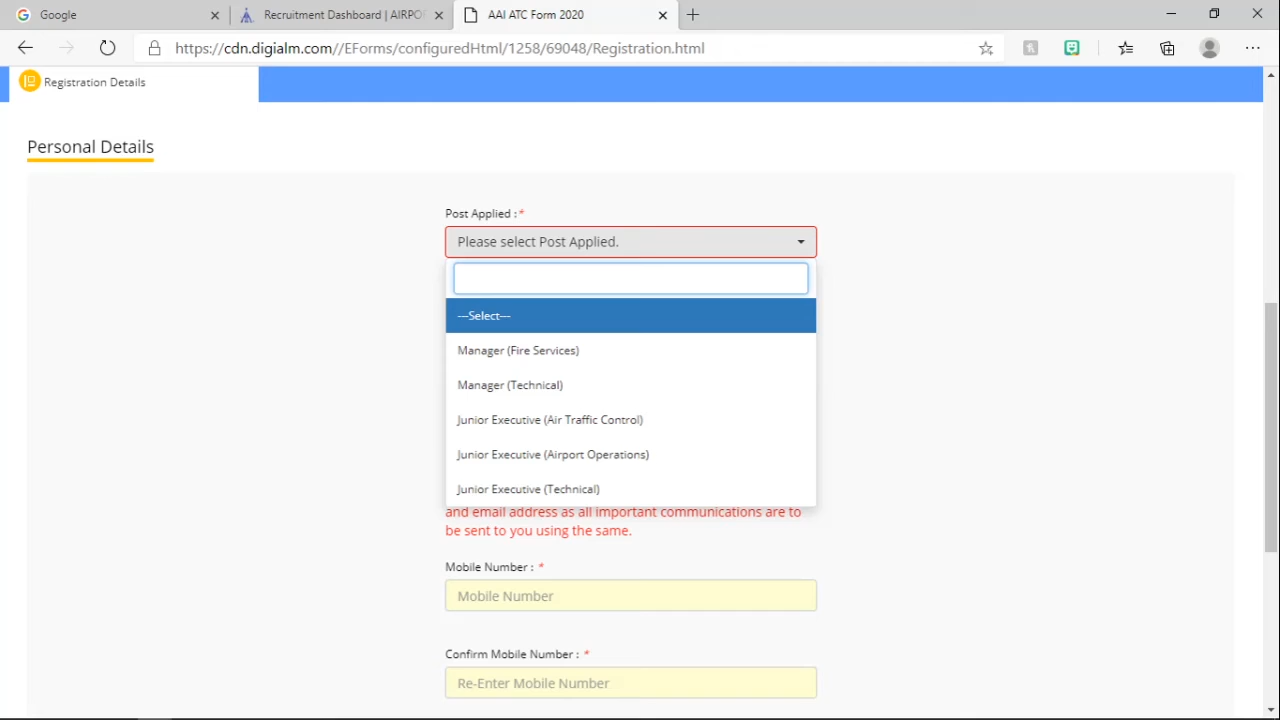 Google
Recruitment Dashboard | AIRPO
AAI ATC Form 2020
https://cdn.digialm.com//EForms/configuredHtml/1258/69048/Registration.html
Registration Details
Personal Details
Post Applied : *
Please select Post Applied.
---Select---
Manager (Fire Services)
Manager (Technical)
Junior Executive (Air Traffic Control)
Junior Executive (Airport Operations)
Junior Executive (Technical)
and email address as all important communications are to
be sent to you using the same.
Mobile Number : *
Mobile Number
Confirm Mobile Number : *
Re-Enter Mobile Number